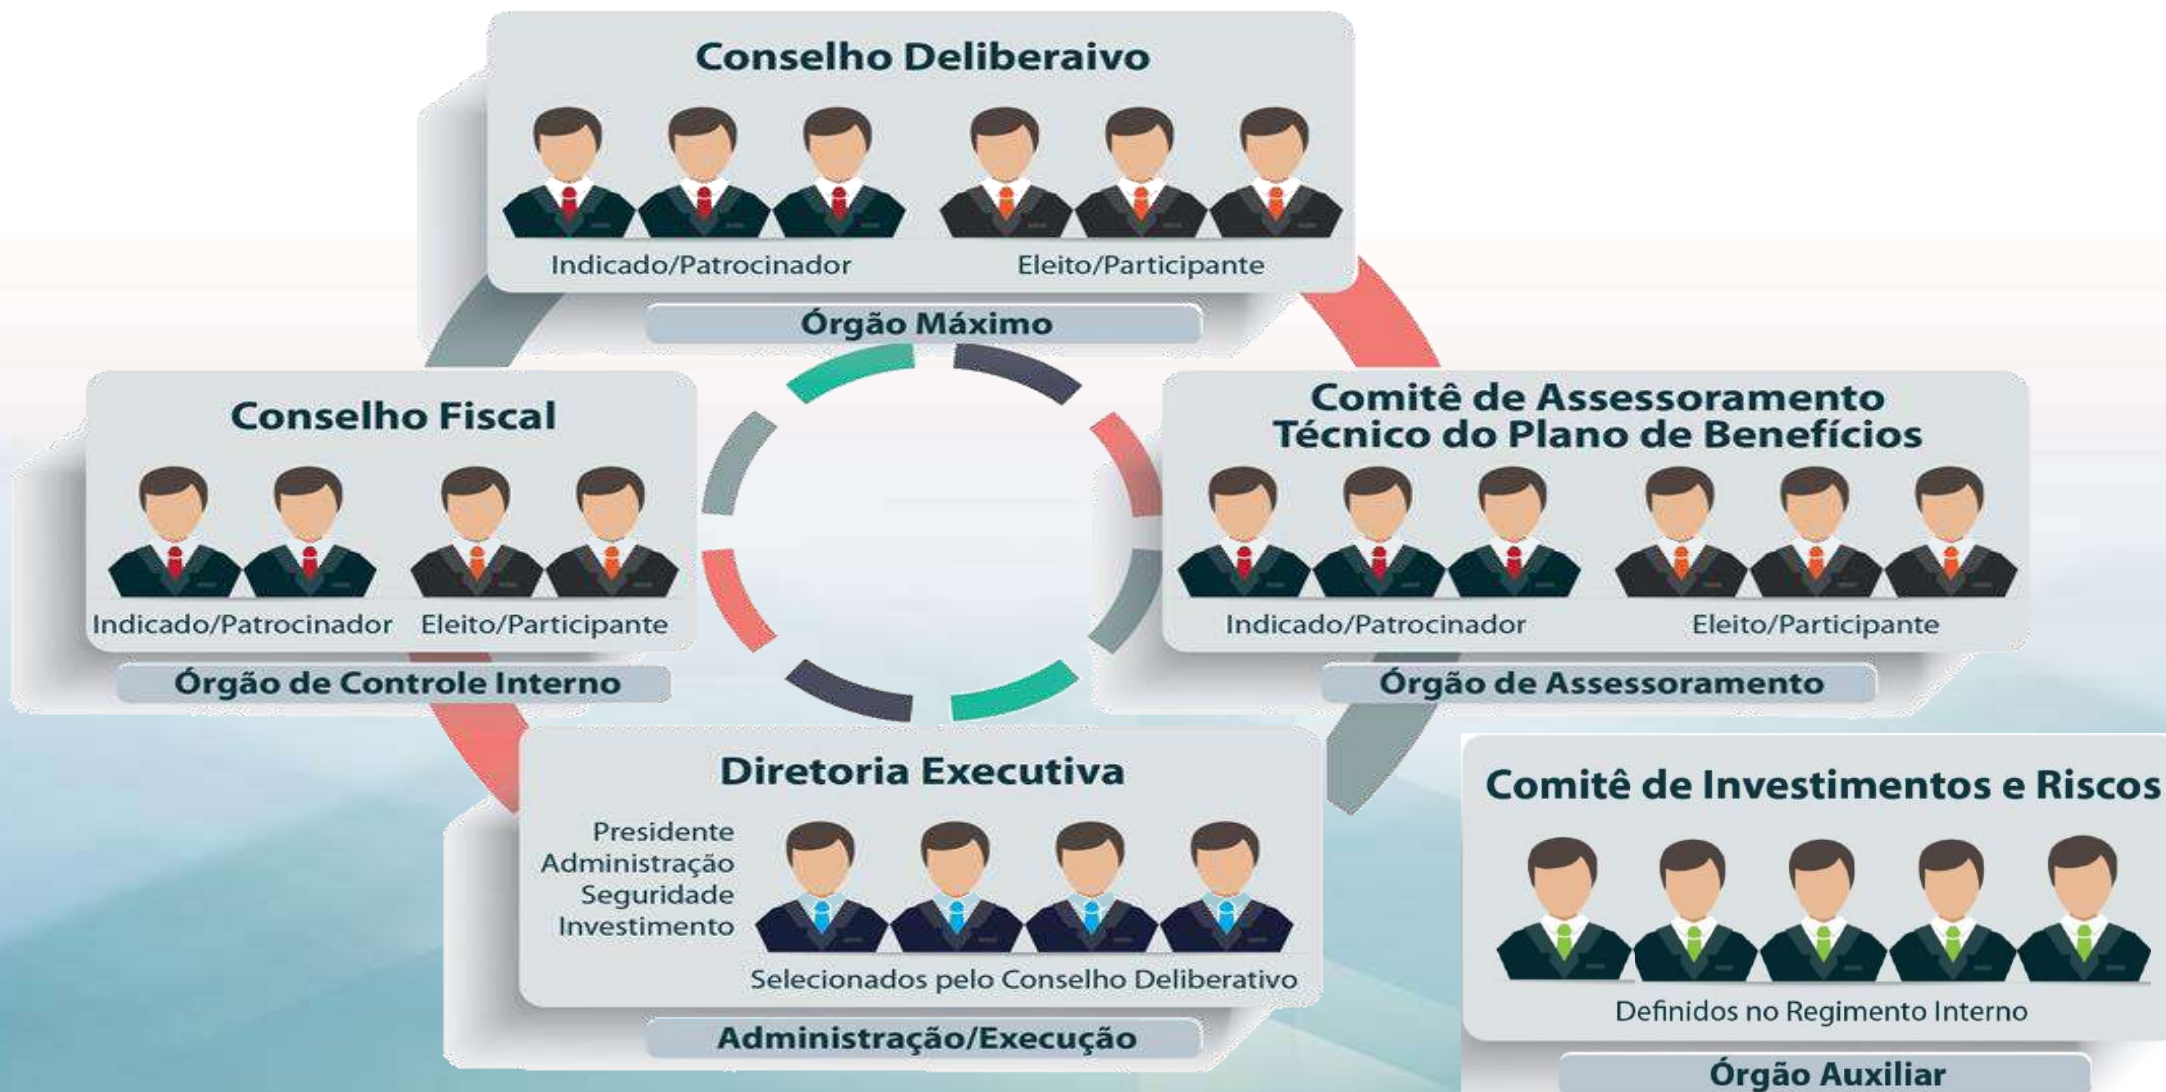 Conselho Deliberaivo
Indicado/Patrocinador
Eleito/Participante
Órgão Máximo
Conselho Fiscal
Indicado/Patrocinador
Eleito/Participante
Órgão de Controle Interno
Comitê de Assessoramento
Técnico do Plano de Benefícios
Indicado/Patrocinador
Eleito/Participante
Órgão de Assessoramento
Diretoria Executiva
Presidente
Administração
Seguridade
Investimento
Selecionados pelo Conselho Deliberativo
Administração/Execução
Comitê de Investimentos e Riscos
Definidos no Regimento Interno
Órgão Auxiliar